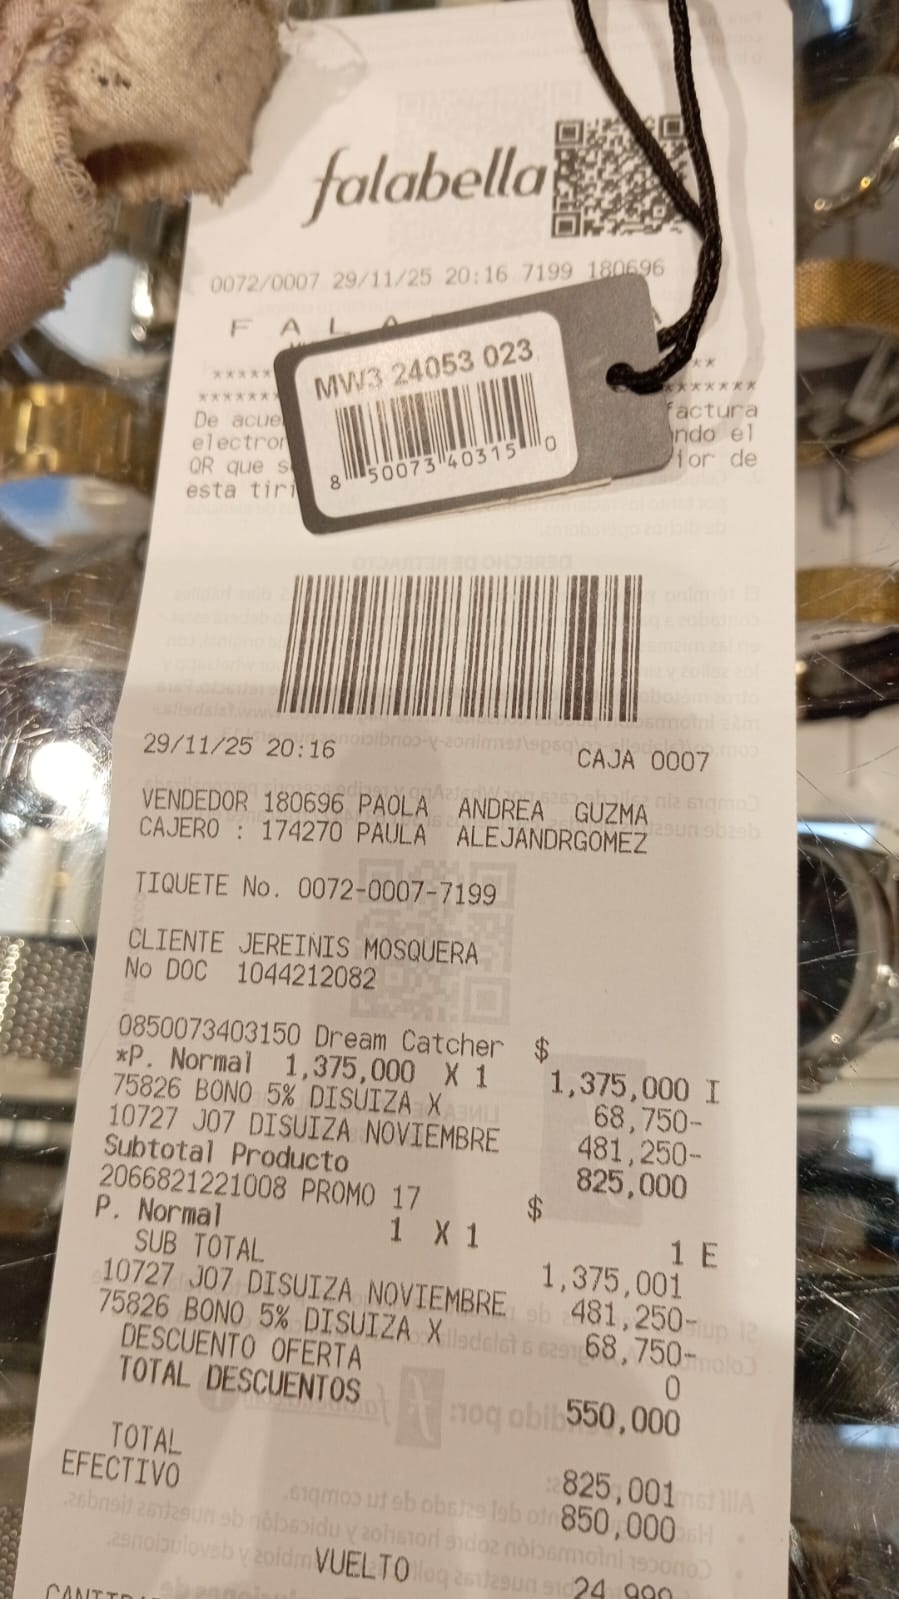 falabella
0072/0007 29/11/25 20:16 7199 180696
F A L A
MW3 24053 023
8 50073 40315 0
*****
**
*******
*******
De acue
factura
electron
ndo el
QR que s
ior de
esta tir
29/11/25 20:16
CAJA 0007
VENDEDOR 180696 PAOLA ANDREA GUZMA
CAJERO : 174270 PAULA ALEJANDRGOMEZ
TIQUETE No. 0072-0007-7199
CLIENTE JEREINIS MOSQUERA
No DOC 1044212082
0850073403150 Dream Catcher $
*P. Normal 1,375,000 X 1 1,375,000 I
75826 BONO 5% DISUIZA X 68,750-
10727 J07 DISUIZA NOVIEMBRE 481,250-
Subtotal Producto 825,000
2066821221008 PROMO 17 $
P. Normal 1 X 1 1 E
SUB TOTAL 1,375,001
10727 J07 DISUIZA NOVIEMBRE 481,250-
75826 BONO 5% DISUIZA X 68,750-
DESCUENTO OFERTA 0
TOTAL DESCUENTOS 550,000
TOTAL 825,001
EFECTIVO 850,000
VUELTO 24,999